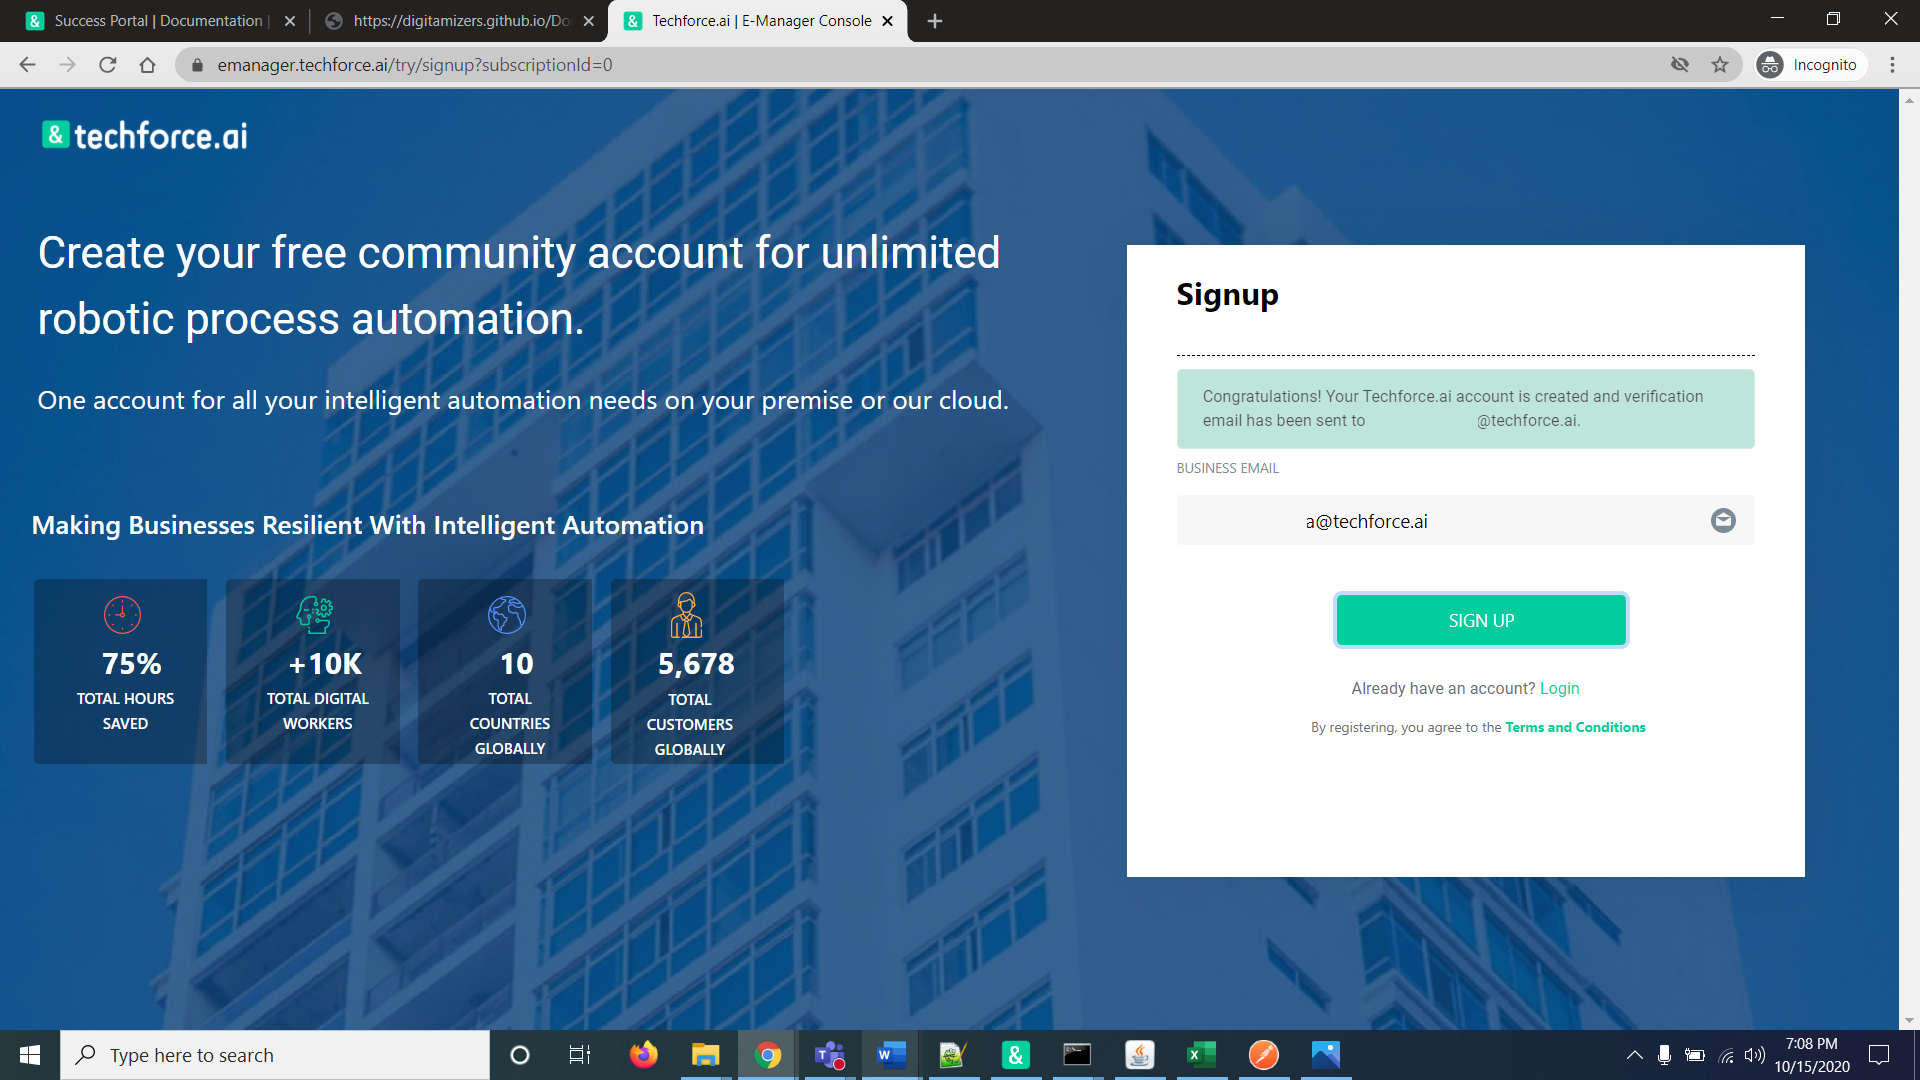 Success Portal | Documentation |
https://digitamizers.github.io/Do
Techforce.ai | E-Manager Console
emanager.techforce.ai/try/signup?subscriptionId=0
Incognito
& techforce.ai
Create your free community account for unlimited
robotic process automation.
One account for all your intelligent automation needs on your premise or our cloud.
Making Businesses Resilient With Intelligent Automation
75%
TOTAL HOURS
SAVED
+10K
TOTAL DIGITAL
WORKERS
10
TOTAL
COUNTRIES
GLOBALLY
5,678
TOTAL
CUSTOMERS
GLOBALLY
Signup
Congratulations! Your Techforce.ai account is created and verification
email has been sent to @techforce.ai.
BUSINESS EMAIL
a@techforce.ai
SIGN UP
Already have an account? Login
By registering, you agree to the Terms and Conditions
Type here to search
7:08 PM
10/15/2020